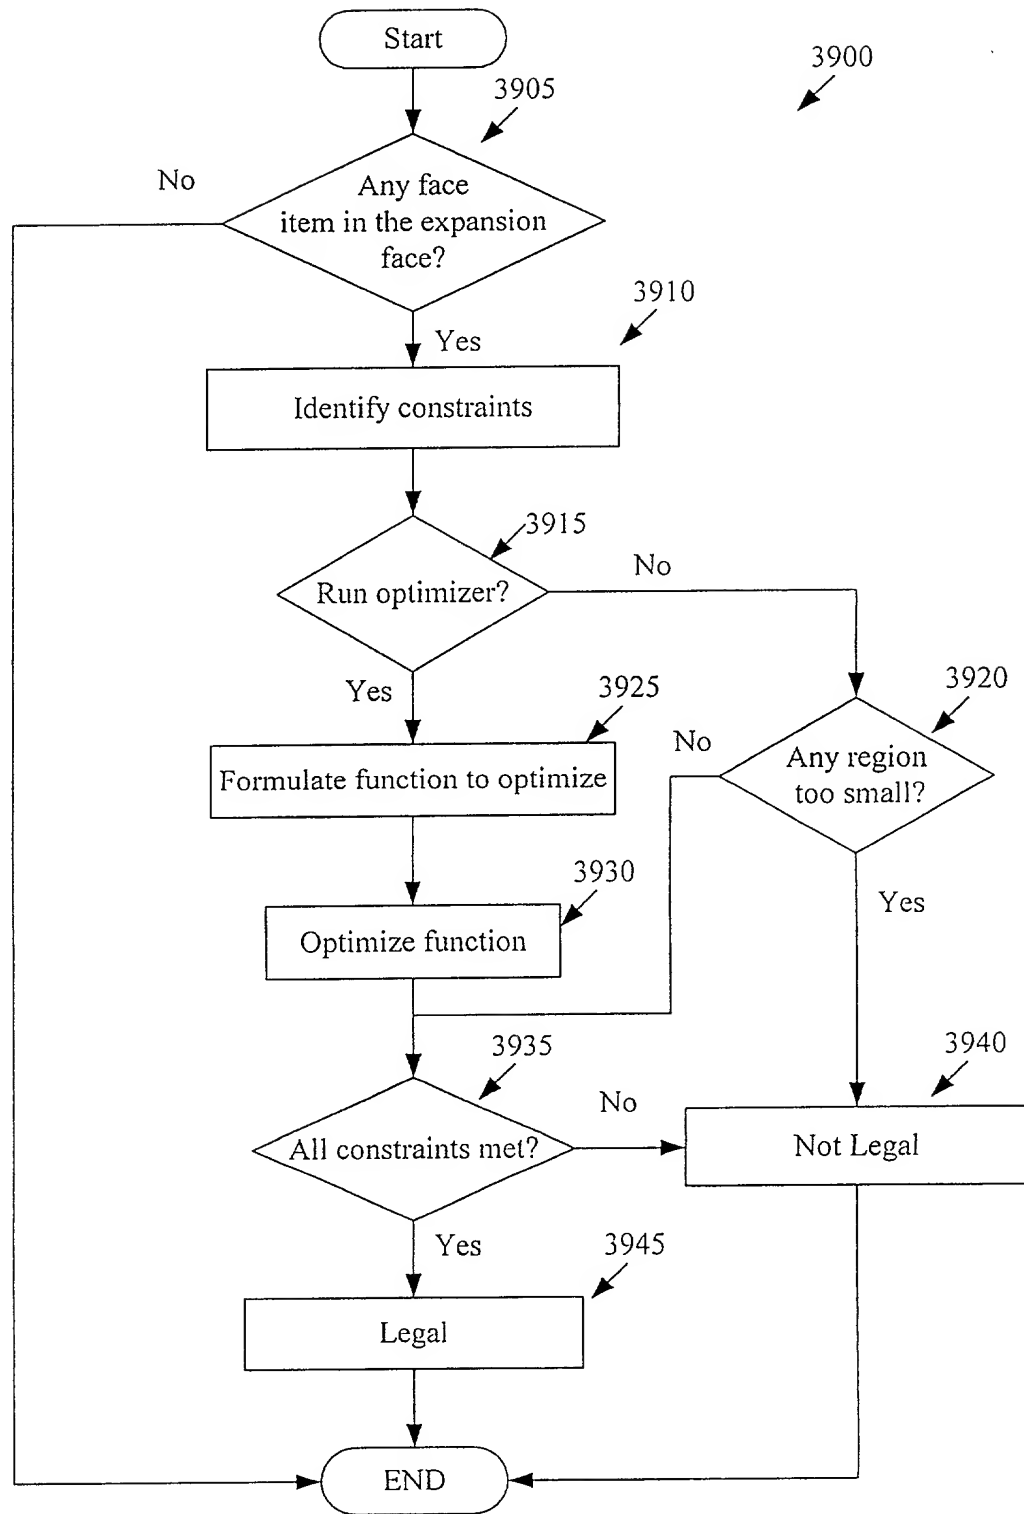 Start
3900
3905
No
Any face
item in the expansion
face?
3910
Yes
Identify constraints
3915
No
Run optimizer?
Yes
3925
3920
No
Any region
too small?
Formulate function to optimize
3930
Yes
Optimize function
3935
3940
No
All constraints met?
Not Legal
Yes
3945
Legal
END